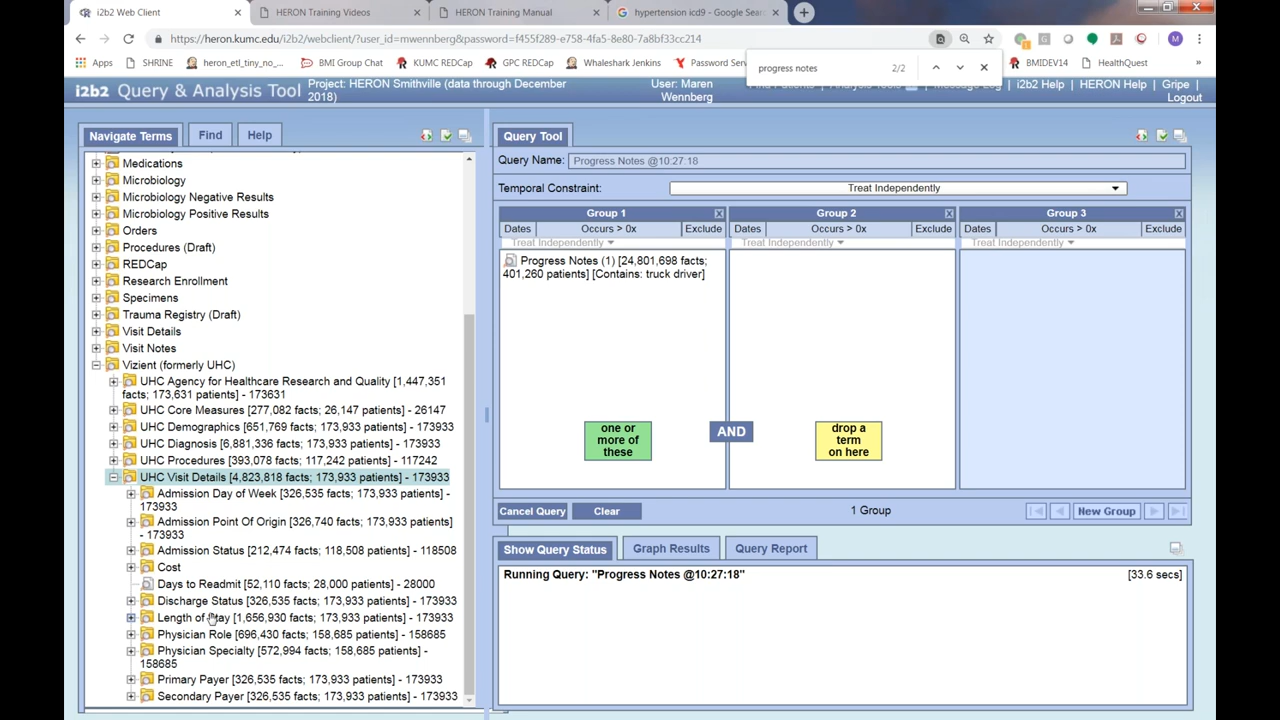 i2b2 Web Client
HERON Training Videos
HERON Training Manual
hypertension icd9 - Google Sear
https://heron.kumc.edu/i2b2/webclient/?user_id=mwennberg&password=f455f289-e758-4fa5-8e80-7a8bf33cc214
M
Apps
SHRINE
heron_etl_tiny_no_...
BMI Group Chat
KUMC REDCap
GPC REDCap
Whaleshark Jenkins
Password Serv
progress notes
2/2
BMIDEV14
HealthQuest
i2b2 Query & Analysis Tool
Project: HERON Smithville (data through December
2018)
User: Maren
Wennberg
Find Patients
Analysis Tools
Message Log
i2b2 Help
HERON Help
Gripe
Logout
Navigate Terms
Find
Help
Medications
Microbiology
Microbiology Negative Results
Microbiology Positive Results
Orders
Procedures (Draft)
REDCap
Research Enrollment
Specimens
Trauma Registry (Draft)
Visit Details
Visit Notes
Vizient (formerly UHC)
UHC Agency for Healthcare Research and Quality [1,447,351
facts; 173,631 patients] - 173631
UHC Core Measures [277,082 facts; 26,147 patients] - 26147
UHC Demographics [651,769 facts; 173,933 patients] - 173933
UHC Diagnosis [6,881,336 facts; 173,933 patients] - 173933
UHC Procedures [393,078 facts; 117,242 patients] - 117242
UHC Visit Details [4,823,818 facts; 173,933 patients] - 173933
Admission Day of Week [326,535 facts; 173,933 patients] -
173933
Admission Point Of Origin [326,740 facts; 173,933 patients]
- 173933
Admission Status [212,474 facts; 118,508 patients] - 118508
Cost
Days to Readmit [52,110 facts; 28,000 patients] - 28000
Discharge Status [326,535 facts; 173,933 patients] - 173933
Length of Stay [1,656,930 facts; 173,933 patients] - 173933
Physician Role [696,430 facts; 158,685 patients] - 158685
Physician Specialty [572,994 facts; 158,685 patients] -
158685
Primary Payer [326,535 facts; 173,933 patients] - 173933
Secondary Payer [326,535 facts; 173,933 patients] - 173933
Query Tool
Query Name:
Progress Notes @10:27:18
Temporal Constraint:
Treat Independently
Group 1
Group 2
Group 3
Dates
Occurs > 0x
Exclude
Dates
Occurs > 0x
Exclude
Dates
Occurs > 0x
Exclude
Treat Independently
Treat Independently
Treat Independently
Progress Notes (1) [24,801,698 facts;
401,260 patients] [Contains: truck driver]
one or
more of
these
AND
drop a
term
on here
Cancel Query
Clear
1 Group
New Group
Show Query Status
Graph Results
Query Report
Running Query: "Progress Notes @10:27:18"
[33.6 secs]